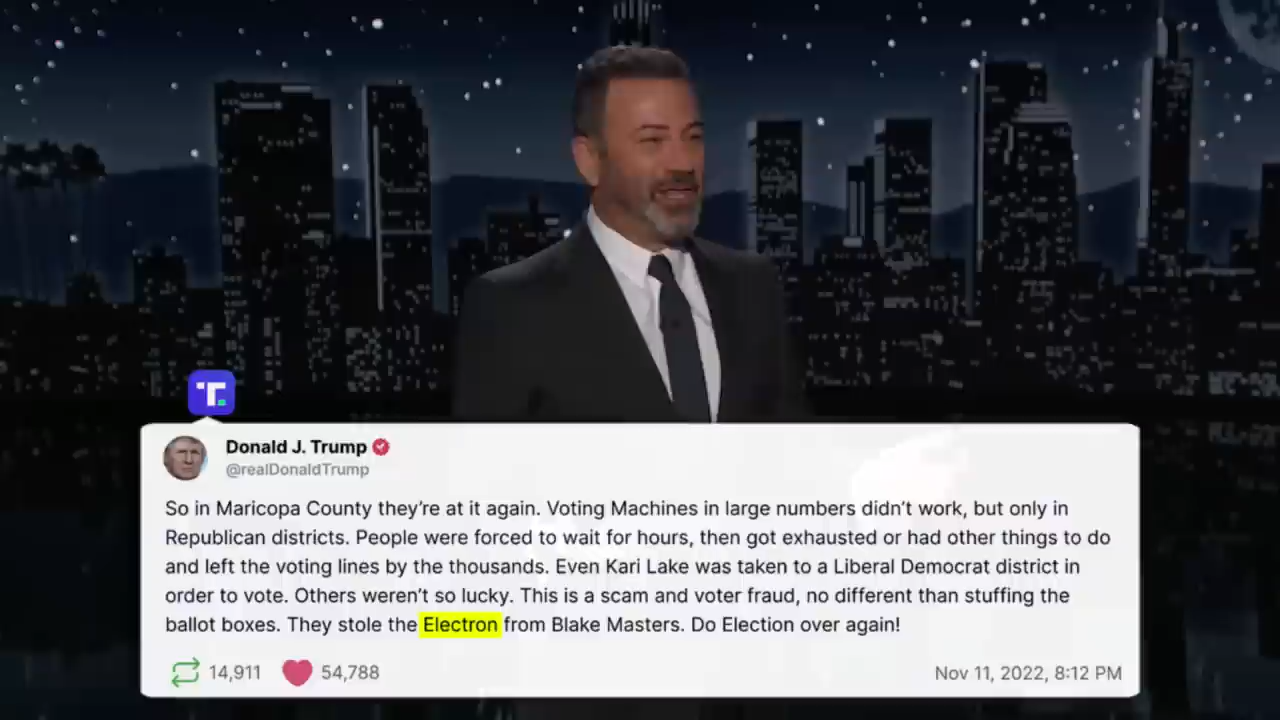 T.
Donald J. Trump
@realDonaldTrump
So in Maricopa County they’re at it again. Voting Machines in large numbers didn’t work, but only in
Republican districts. People were forced to wait for hours, then got exhausted or had other things to do
and left the voting lines by the thousands. Even Kari Lake was taken to a Liberal Democrat district in
order to vote. Others weren’t so lucky. This is a scam and voter fraud, no different than stuffing the
ballot boxes. They stole the Electron from Blake Masters. Do Election over again!
14,911 54,788 Nov 11, 2022, 8:12 PM